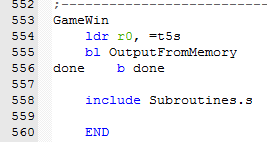 552 ;-----------------------------
553 GameWin
554 ldr r0, =t5s
555 bl OutputFromMemory
556 done b done
557
558 include Subroutines.s
559
560 END